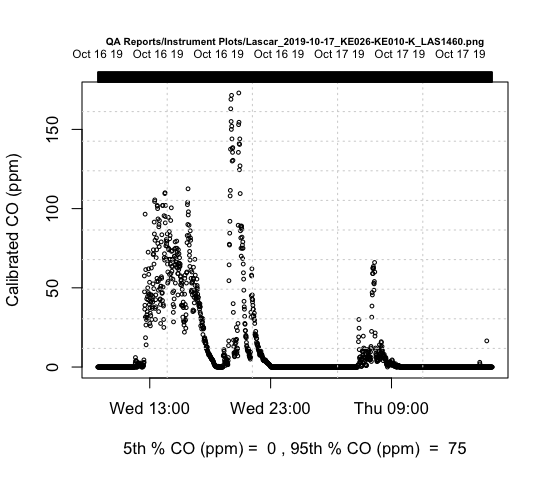 QA Reports/Instrument Plots/Lascar_2019-10-17_KE026-KE010-K_LAS1460.png
Oct 16 19 Oct 16 19 Oct 16 19 Oct 16 19 Oct 17 19 Oct 17 19 Oct 17 19
Calibrated CO (ppm)
150
100
50
0
Wed 13:00 Wed 23:00 Thu 09:00
5th % CO (ppm) = 0 , 95th % CO (ppm) = 75